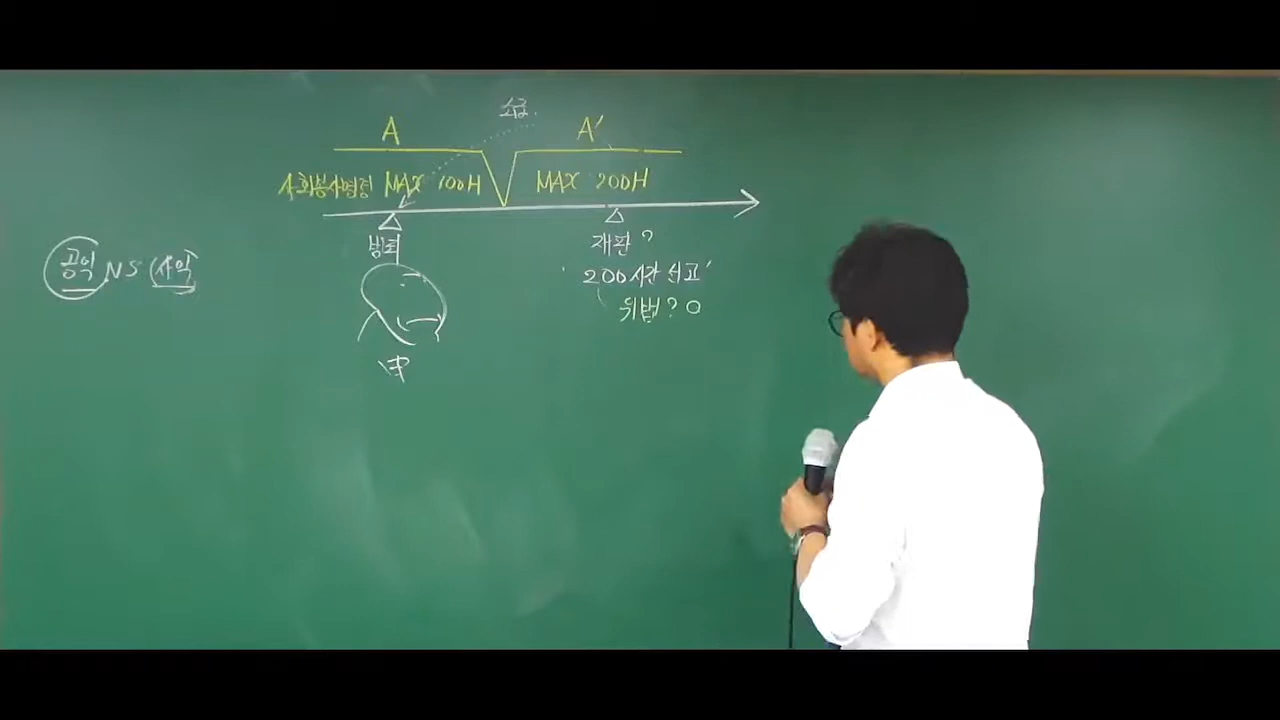 소급
A A′
사회봉사명령 MAX 100H MAX 200H
범죄 재판?
공익 VS (사익
'200시간 선고'
위법? O
甲